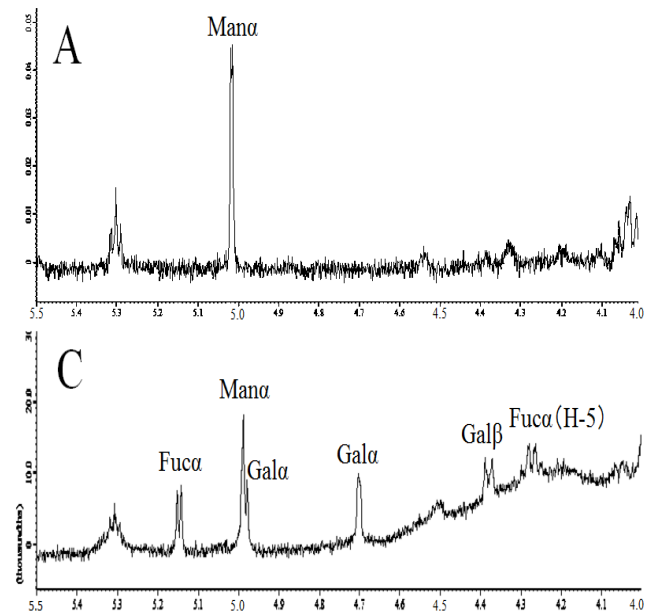 A
Manα
0.05
0.04
0.03
0.02
0.01
0
5.5 5.4 5.3 5.2 5.1 5.0 4.9 4.8 4.7 4.6 4.5 4.4 4.3 4.2 4.1 4.0
C
Manα
Fucα
Galα
Galα
Galβ
Fucα(H-5)
20.0
10.0
0
(thousandths)
5.5 5.4 5.3 5.2 5.1 5.0 4.9 4.8 4.7 4.6 4.5 4.4 4.3 4.2 4.1 4.0